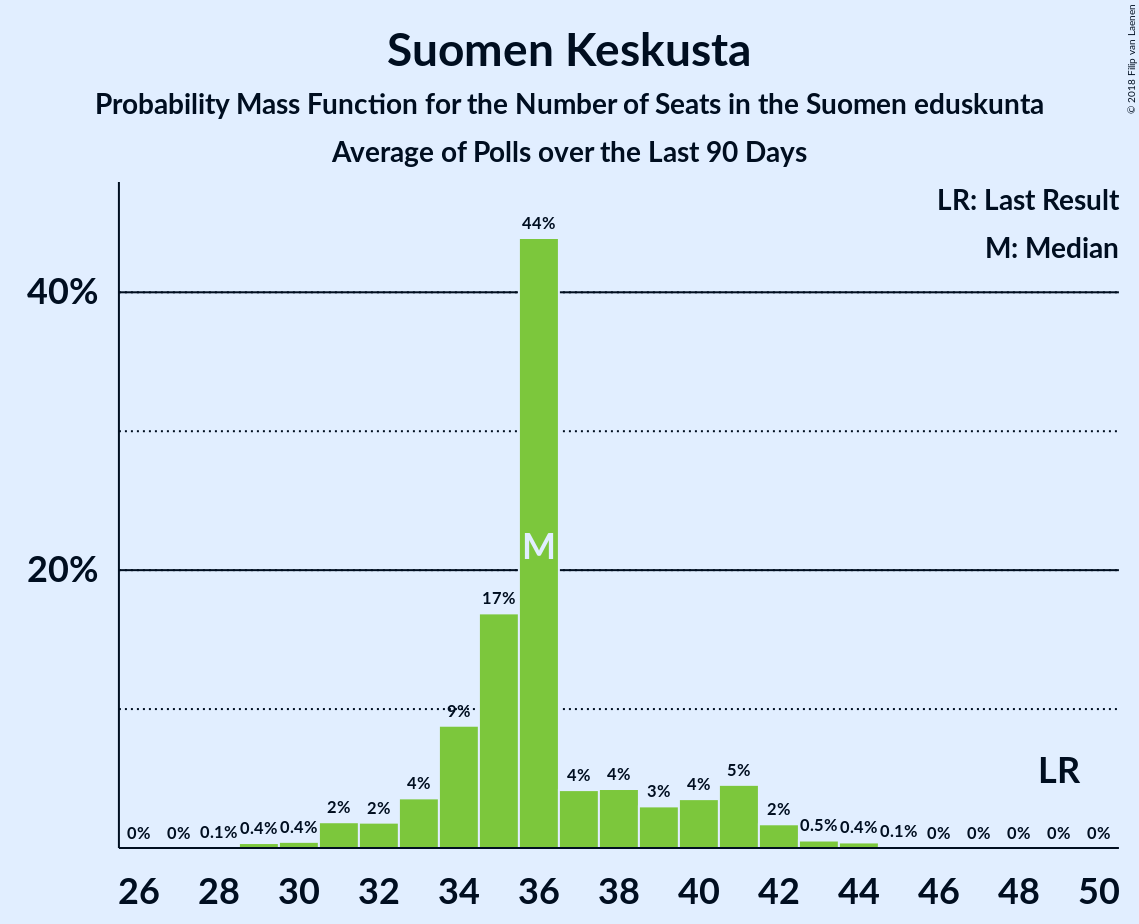 Suomen Keskusta
Probability Mass Function for the Number of Seats in the Suomen eduskunta
Average of Polls over the Last 90 Days
© 2018 Filip van Laenen
LR: Last Result
M: Median
40%
20%
0% 0% 0.1% 0.4% 0.4% 2% 2% 4% 9% 17% 44% 4% 4% 3% 4% 5% 2% 0.5% 0.4% 0.1% 0% 0% 0% 0% 0%
M
LR
26 28 30 32 34 36 38 40 42 44 46 48 50